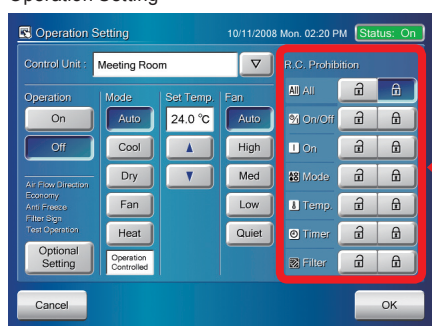 Operation Setting
Operation Setting 10/11/2008 Mon. 02:20 PM Status: On
Control Unit : Meeting Room
R.C. Prohibition
Operation Mode Set Temp. Fan
All All
On Auto 24.0 °C Auto
On/Off
Off Cool High
On
Dry Med
Mode
Air Flow Direction
Economy
Anti Freeze
Filter Sign
Test Operation
Fan Low
Temp.
Heat Quiet
Timer
Optional
Setting
Operation
Controlled
Filter
Cancel OK